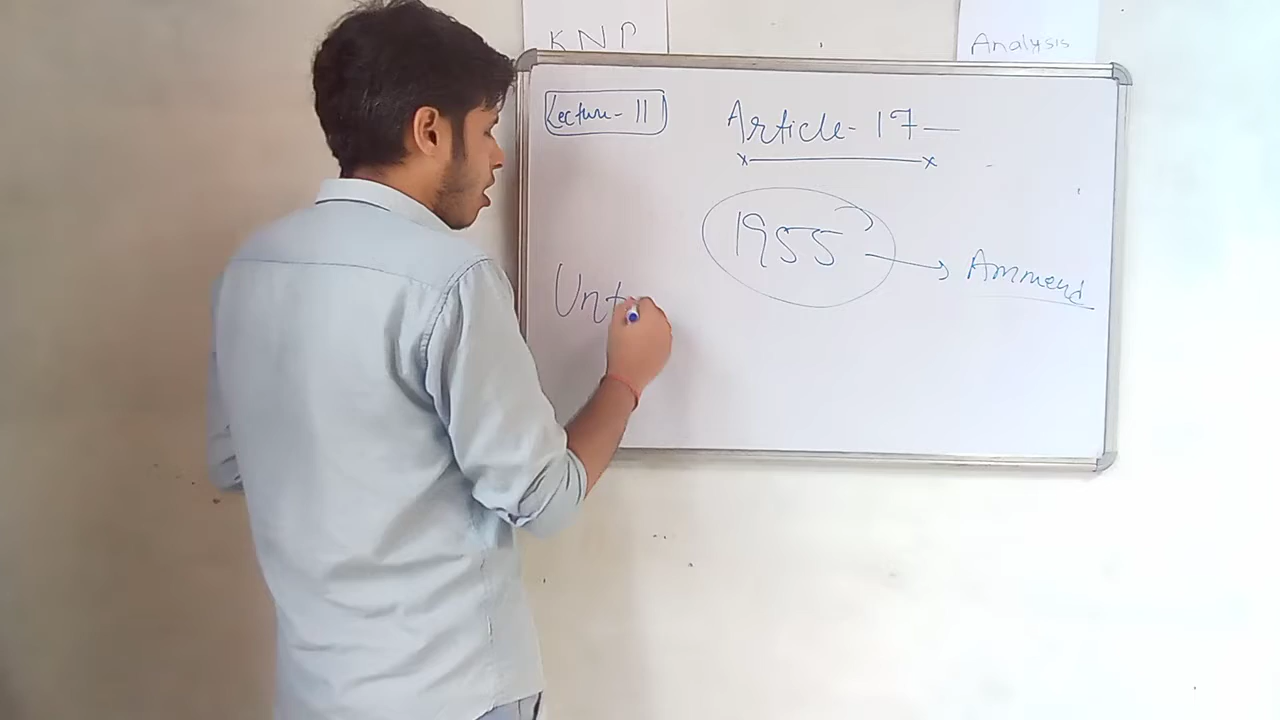 KNP
Analysis
Lecture-11
Article-17-
1955
Ammend
Unt